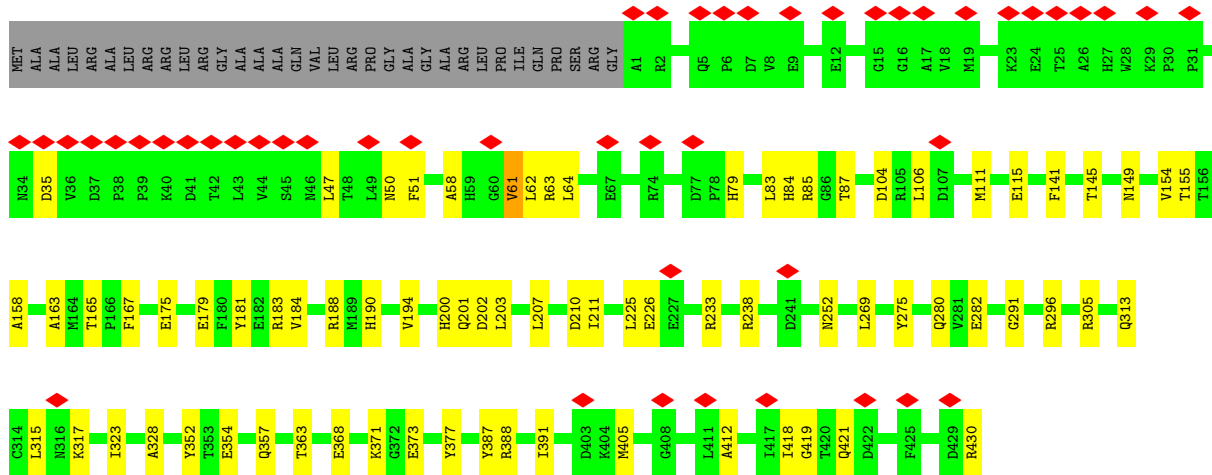 MET ALA ALA LEU ARG ALA LEU ARG ARG LEU ARG GLY ALA ALA ALA GLN VAL LEU ARG PRO GLY ALA GLY ALA ARG LEU PRO ILE GLN PRO SER ARG GLY A1 R2 Q5 P6 D7 V8 E9 E12 G15 G16 A17 V18 M19 K23 E24 T25 A26 H27 W28 K29 P30 P31
N34 D35 V36 D37 P38 P39 K40 D41 T42 L43 V44 S45 N46 L47 T48 L49 N50 F51 A58 H59 G60 V61 L62 R63 L64 E67 R74 D77 P78 H79 L83 H84 R85 G86 T87 D104 R105 L106 D107 M111 E115 F141 T145 N149 V154 T155 T156
A158 A163 M164 T165 P166 F167 E175 E179 F180 Y181 E182 R183 V184 R188 M189 H190 V194 H200 Q201 D202 L203 L207 D210 I211 L225 E226 E227 R233 R238 D241 N252 L269 Y275 Q280 V281 E282 G291 R296 R305 Q313
C314 L315 N316 K317 I323 A328 Y352 T353 E354 Q357 T363 E368 K371 G372 E373 Y377 Y387 R388 I391 D403 K404 M405 G408 L411 A412 I417 I418 G419 T420 Q421 D422 F425 D429 R430